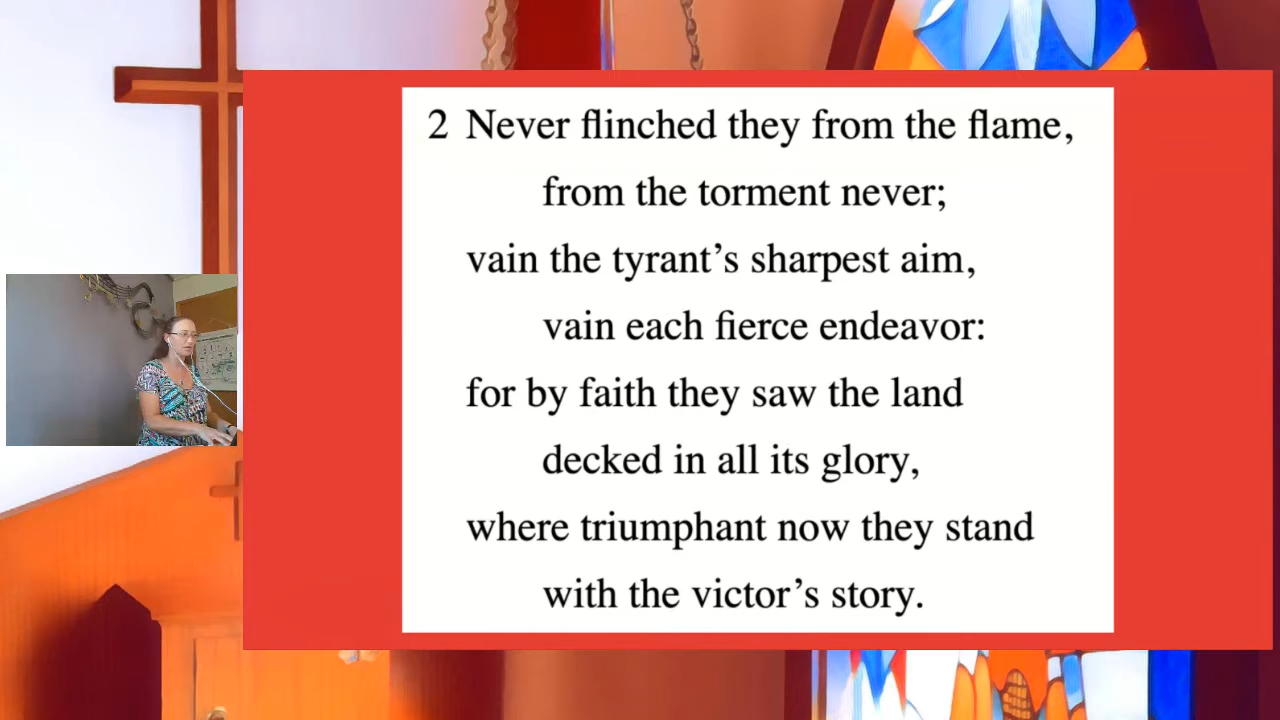 2 Never flinched they from the flame,
from the torment never;
vain the tyrant’s sharpest aim,
vain each fierce endeavor:
for by faith they saw the land
decked in all its glory,
where triumphant now they stand
with the victor’s story.